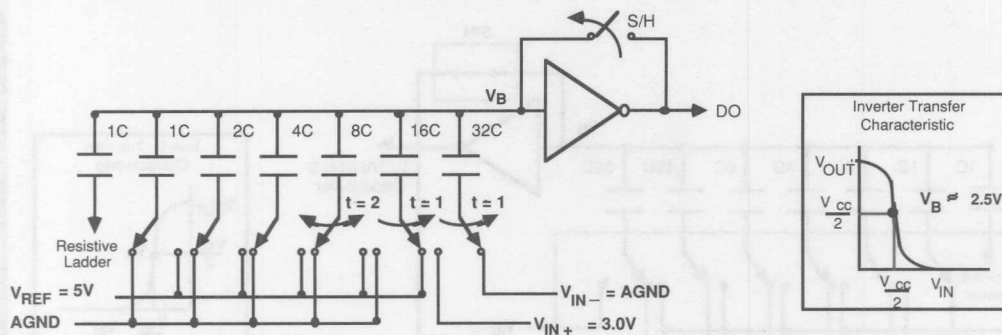 S/H
V_B
DO
1C 1C 2C 4C 8C 16C 32C
t = 2 t = 1 t = 1
Resistive
Ladder
V_REF = 5V
AGND
V_IN– = AGND
V_IN + = 3.0V
Inverter Transfer
Characteristic
V_OUT
V_CC/2
V_B ≈ 2.5V
V_CC/2
V_IN